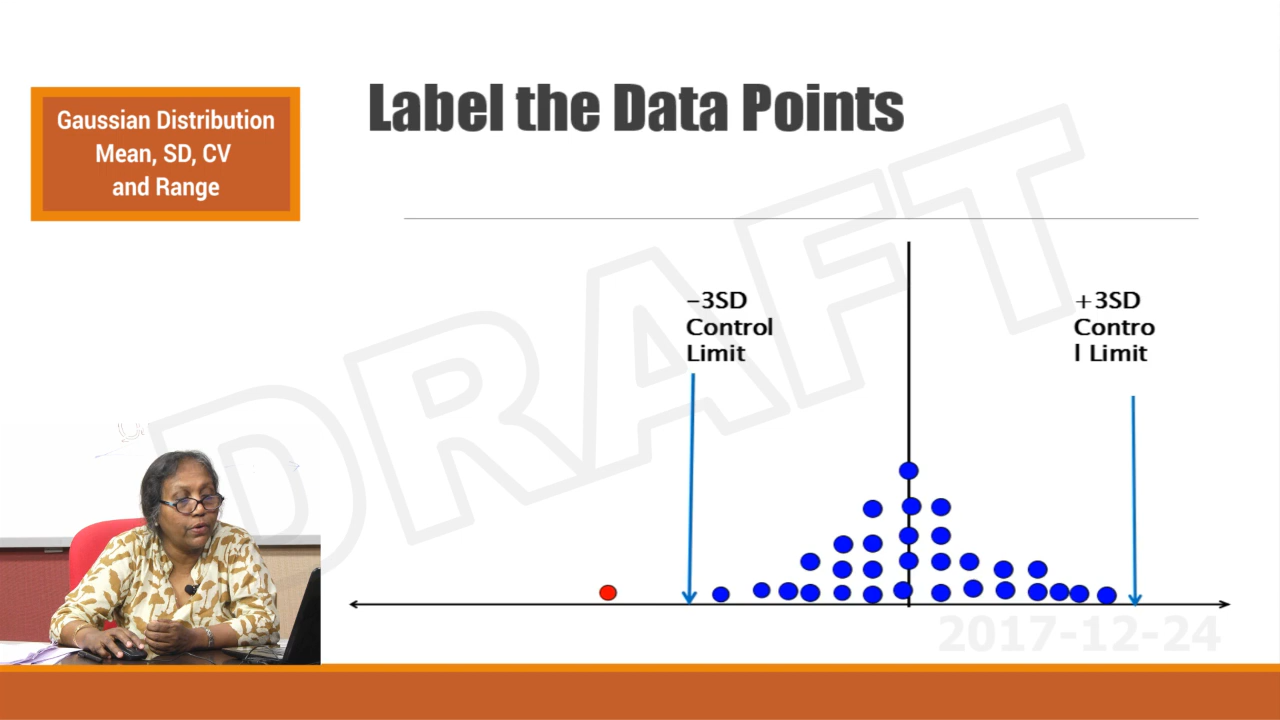 Gaussian Distribution
Mean, SD, CV
and Range
Label the Data Points
–3SD
Control
Limit
+3SD
Contro
l Limit
DRAFT
2017-12-24